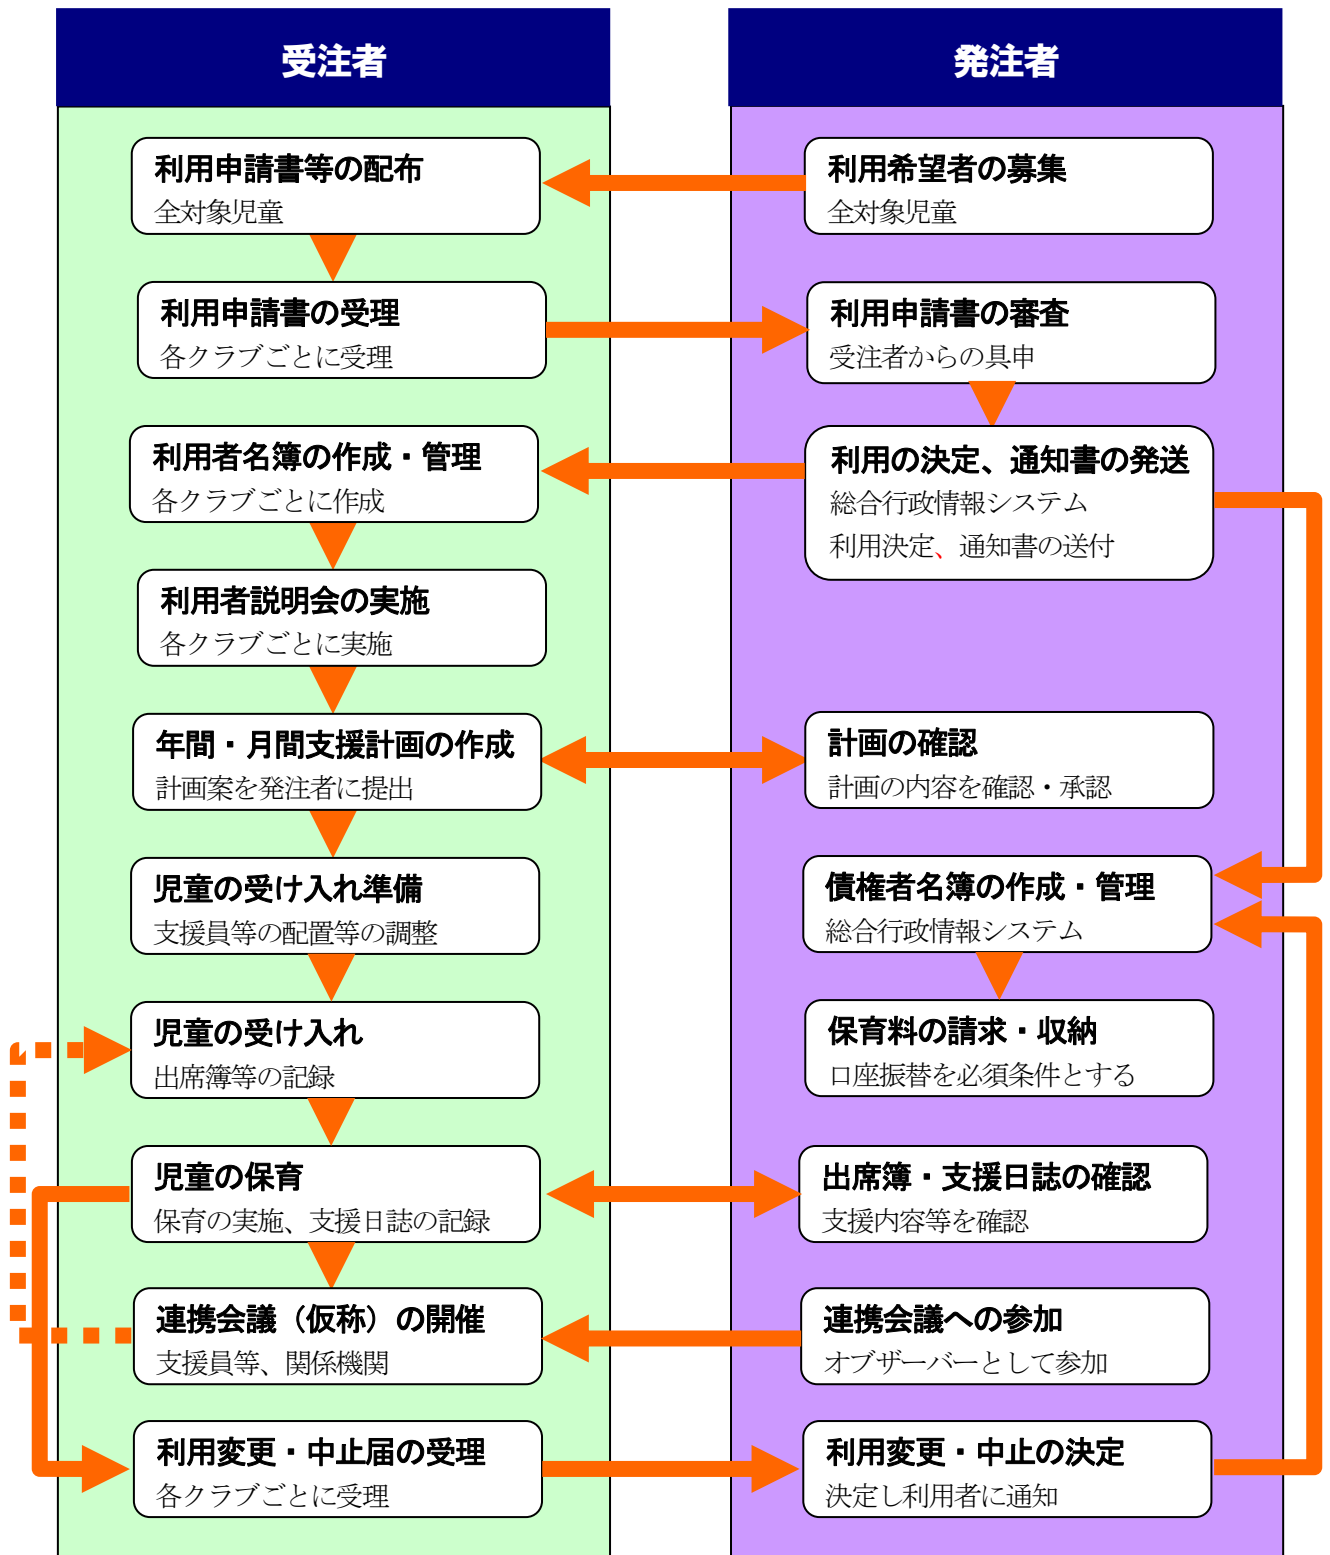 受注者
発注者
利用申請書等の配布
全対象児童
利用希望者の募集
全対象児童
利用申請書の受理
各クラブごとに受理
利用申請書の審査
受注者からの具申
利用者名簿の作成・管理
各クラブごとに作成
利用の決定、通知書の発送
総合行政情報システム
利用決定、通知書の送付
利用者説明会の実施
各クラブごとに実施
年間・月間支援計画の作成
計画案を発注者に提出
計画の確認
計画の内容を確認・承認
児童の受け入れ準備
支援員等の配置等の調整
債権者名簿の作成・管理
総合行政情報システム
児童の受け入れ
出席簿等の記録
保育料の請求・収納
口座振替を必須条件とする
児童の保育
保育の実施、支援日誌の記録
出席簿・支援日誌の確認
支援内容等を確認
連携会議（仮称）の開催
支援員等、関係機関
連携会議への参加
オブザーバーとして参加
利用変更・中止届の受理
各クラブごとに受理
利用変更・中止の決定
決定し利用者に通知